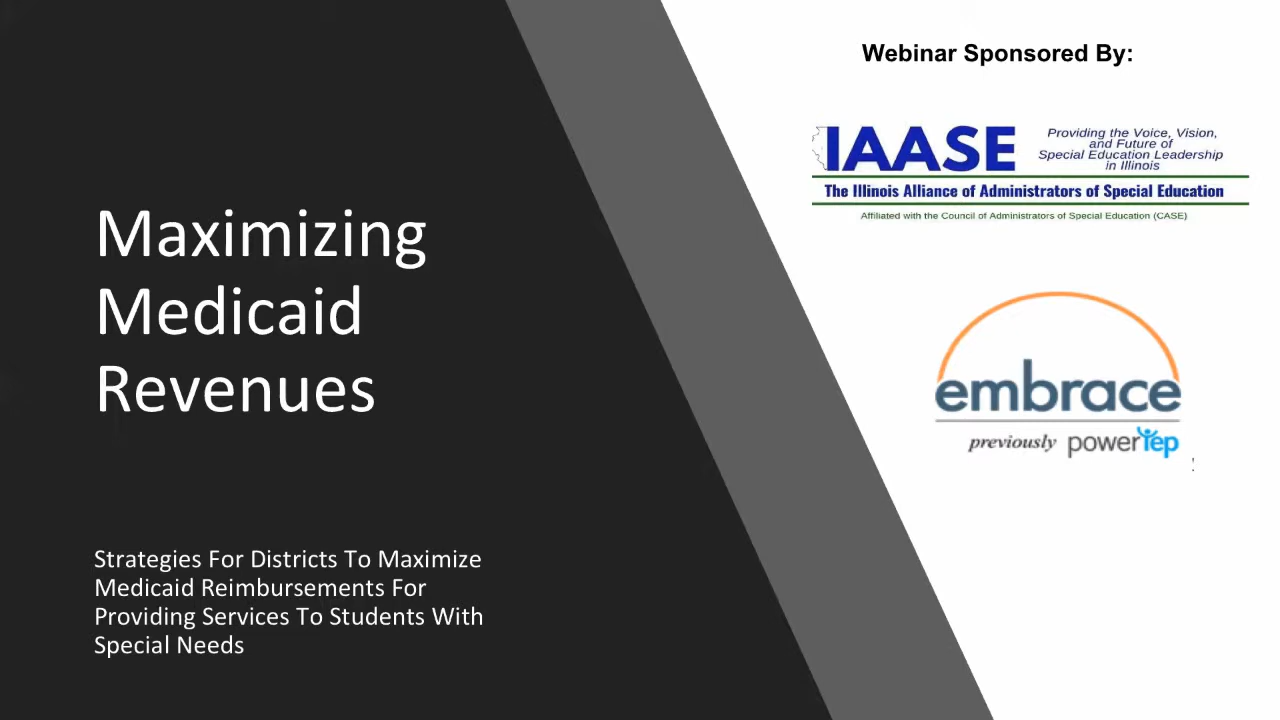 Maximizing
Medicaid
Revenues
Strategies For Districts To Maximize
Medicaid Reimbursements For
Providing Services To Students With
Special Needs
Webinar Sponsored By:
IAASE
Providing the Voice, Vision,
and Future of
Special Education Leadership
in Illinois
The Illinois Alliance of Administrators of Special Education
Affiliated with the Council of Administrators of Special Education (CASE)
embrace
previously powerIep